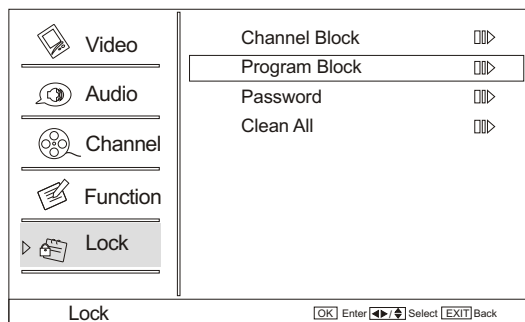 Video
Audio
Channel
Function
Lock
Channel Block
Program Block
Password
Clean All
Lock
OK Enter / Select EXIT Back